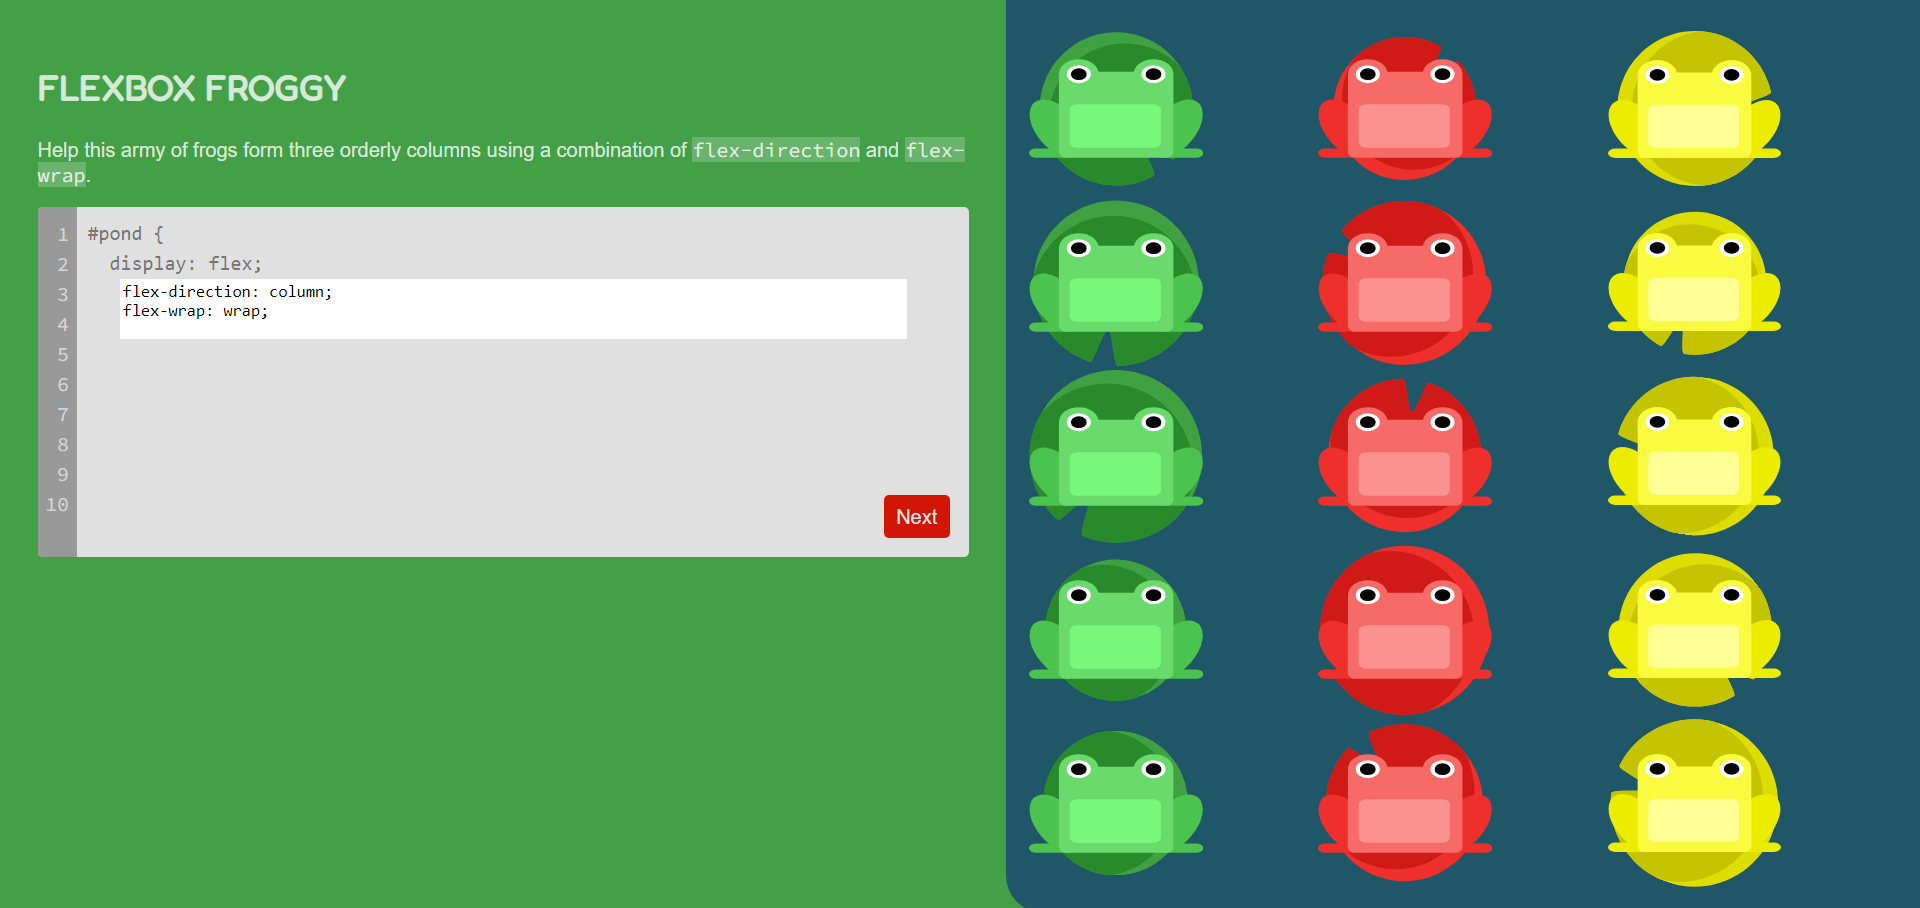 FLEXBOX FROGGY
Help this army of frogs form three orderly columns using a combination of flex-direction and flex-
wrap.
1 #pond {
2 display: flex;
3 flex-direction: column;
4 flex-wrap: wrap;
5
6
7
8
9
10
Next